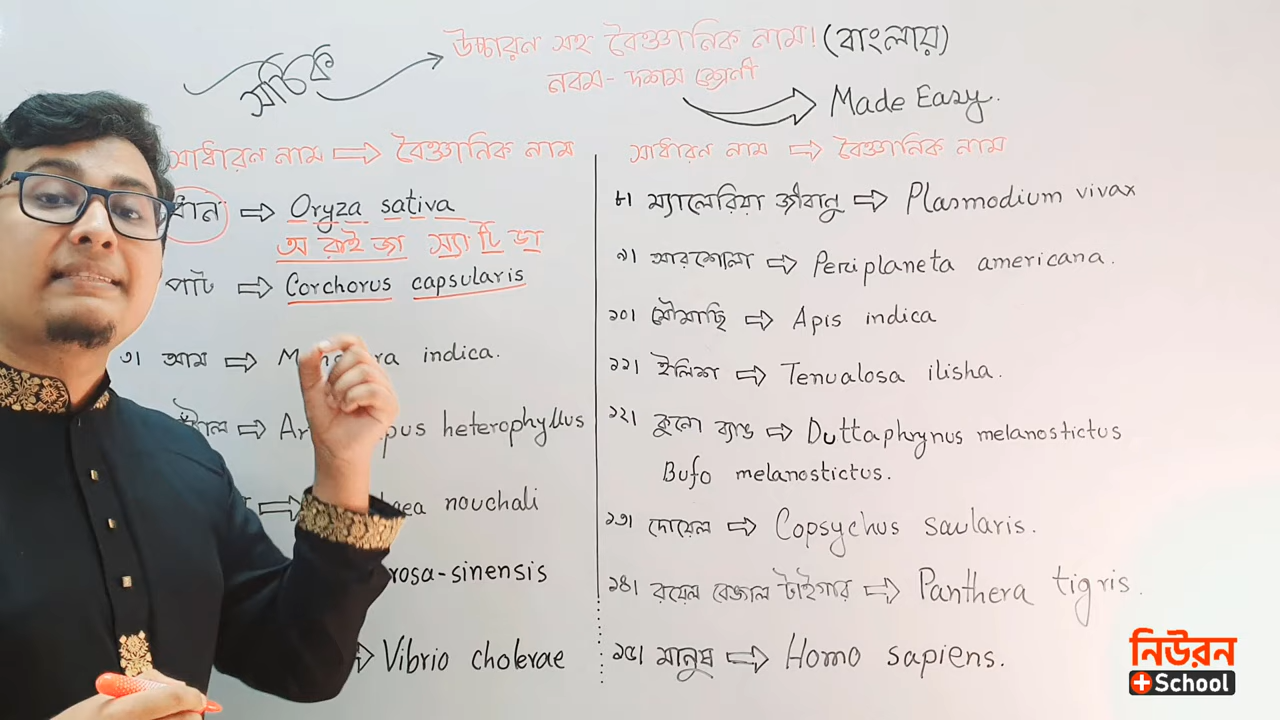 সঠিক
উচ্চারন সহ বৈজ্ঞানিক নাম। (বাংলায়)
নবম- দশম শ্রেনী
Made Easy.
সাধারন নাম ⇨ বৈজ্ঞানিক নাম
ধান ⇨ Oryza sativa
অ রাই জা স্যা টি ভা
পাট ⇨ Corchorus capsularis
৩। আম ⇨ indica.
⇨ heterophyllus
⇨ nouchali
rosa-sinensis
Vibrio cholerae
সাধারন নাম ⇨ বৈজ্ঞানিক নাম
৮। ম্যালেরিয়া জীবানু ⇨ Plasmodium vivax
৯। আরশোলা ⇨ Periplaneta americana.
১০। মৌমাছি ⇨ Apis indica
১১। ইলিশ ⇨ Tenualosa ilisha.
১২। কুনো ব্যাঙ ⇨ Duttaphrynus melanostictus
Bufo melanostictus.
১৩। দোয়েল ⇨ Copsychus saularis.
১৪। রয়েল বেঙ্গল টাইগার ⇨ Panthera tigris.
১৫। মানুষ ⇨ Homo sapiens.
নিউরন
+School